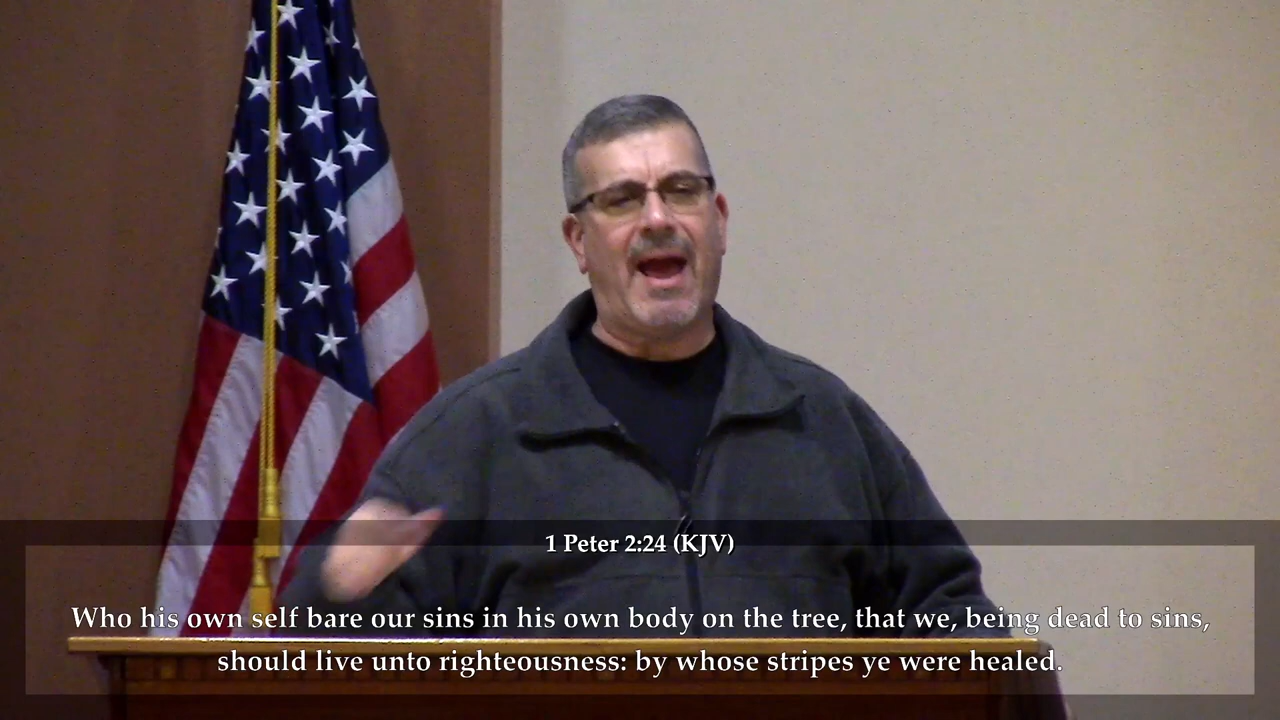 1 Peter 2:24 (KJV)
Who his own self bare our sins in his own body on the tree, that we, being dead to sins,
should live unto righteousness: by whose stripes ye were healed.